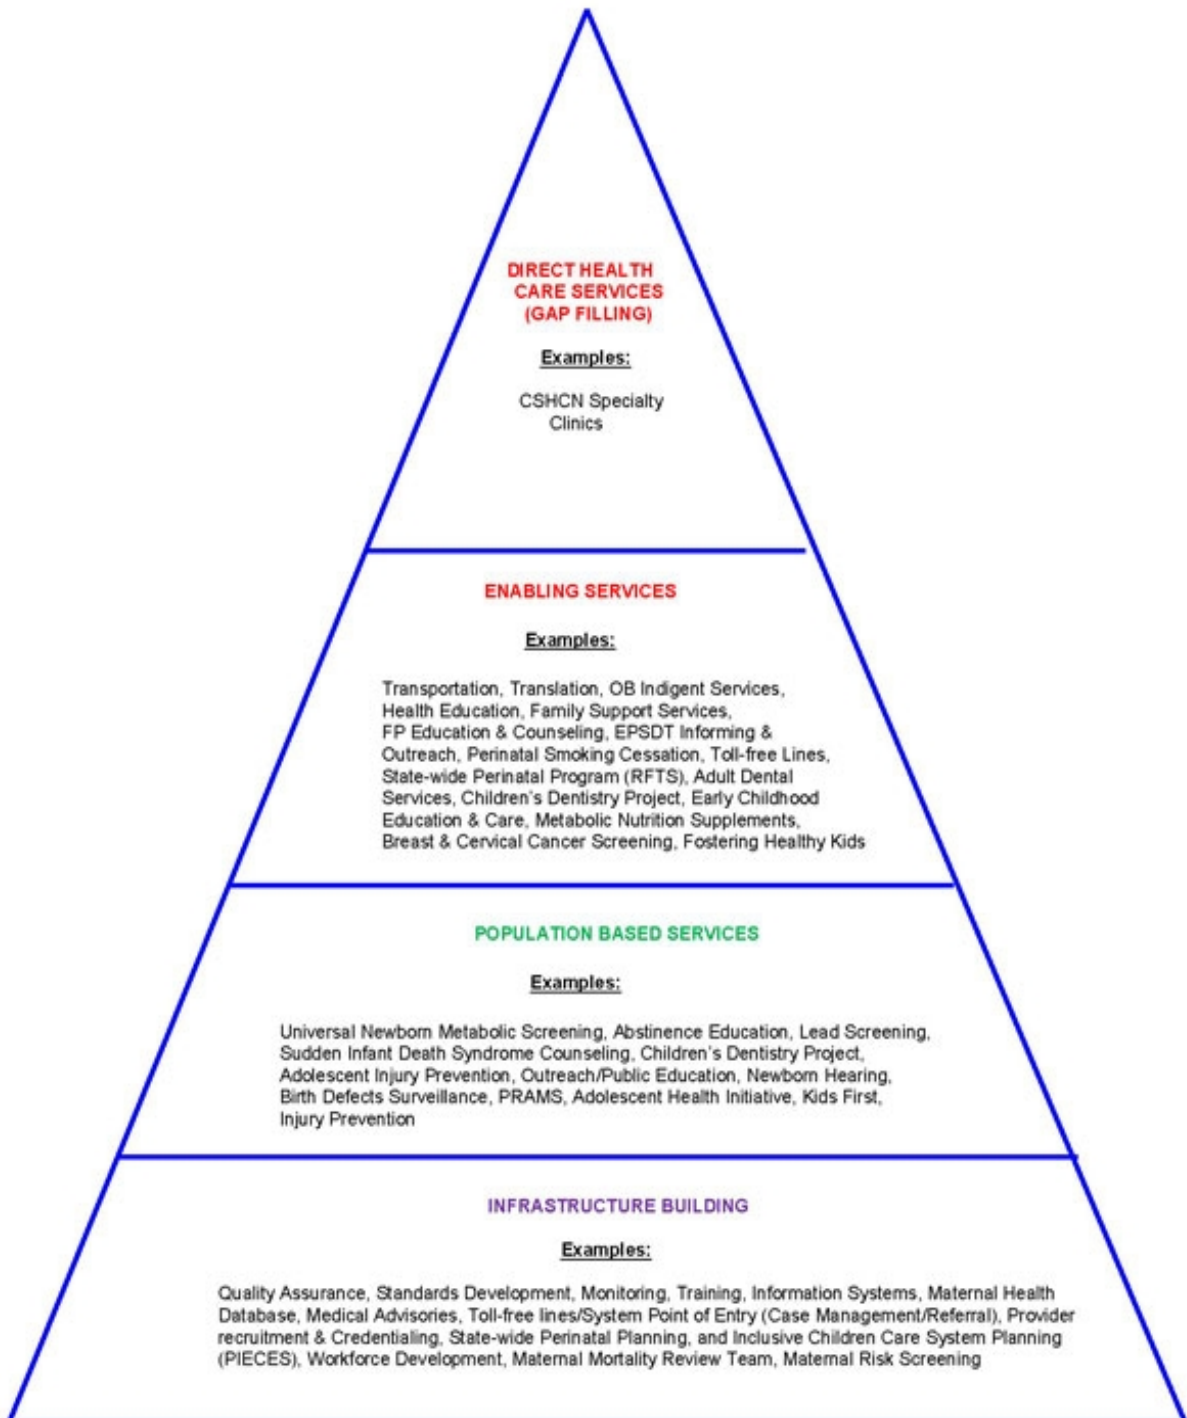 DIRECT HEALTH
CARE SERVICES
(GAP FILLING)
Examples:
CSHCN Specialty
Clinics
ENABLING SERVICES
Examples:
Transportation, Translation, OB Indigent Services,
Health Education, Family Support Services,
FP Education & Counseling, EPSDT Informing &
Outreach, Perinatal Smoking Cessation, Toll-free Lines,
State-wide Perinatal Program (RFTS), Adult Dental
Services, Children's Dentistry Project, Early Childhood
Education & Care, Metabolic Nutrition Supplements,
Breast & Cervical Cancer Screening, Fostering Healthy Kids
POPULATION BASED SERVICES
Examples:
Universal Newborn Metabolic Screening, Abstinence Education, Lead Screening,
Sudden Infant Death Syndrome Counseling, Children's Dentistry Project,
Adolescent Injury Prevention, Outreach/Public Education, Newborn Hearing,
Birth Defects Surveillance, PRAMS, Adolescent Health Initiative, Kids First,
Injury Prevention
INFRASTRUCTURE BUILDING
Examples:
Quality Assurance, Standards Development, Monitoring, Training, Information Systems, Maternal Health
Database, Medical Advisories, Toll-free lines/System Point of Entry (Case Management/Referral), Provider
recruitment & Credentialing, State-wide Perinatal Planning, and Inclusive Children Care System Planning
(PIECES), Workforce Development, Maternal Mortality Review Team, Maternal Risk Screening